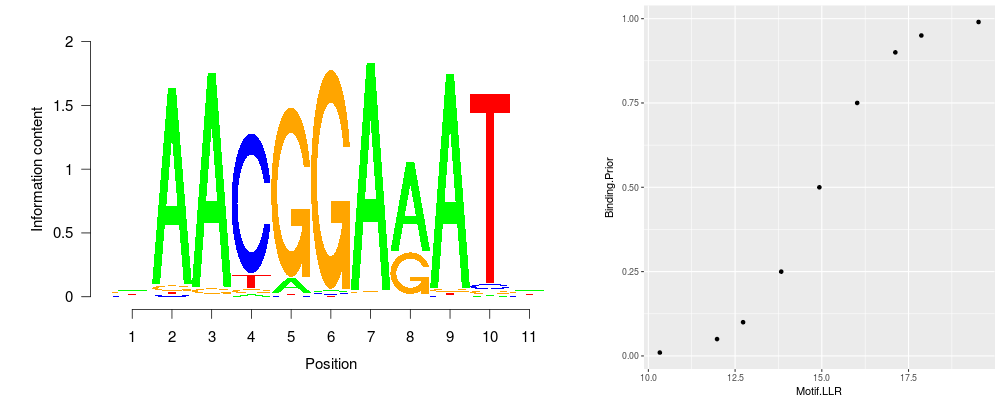 2
1.5
1
0.5
0
Information content
A A C G G A A A T
T A G
1 2 3 4 5 6 7 8 9 10 11
Position
1.00
0.75
0.50
0.25
0.00
Binding.Prior
10.0 12.5 15.0 17.5
Motif.LLR